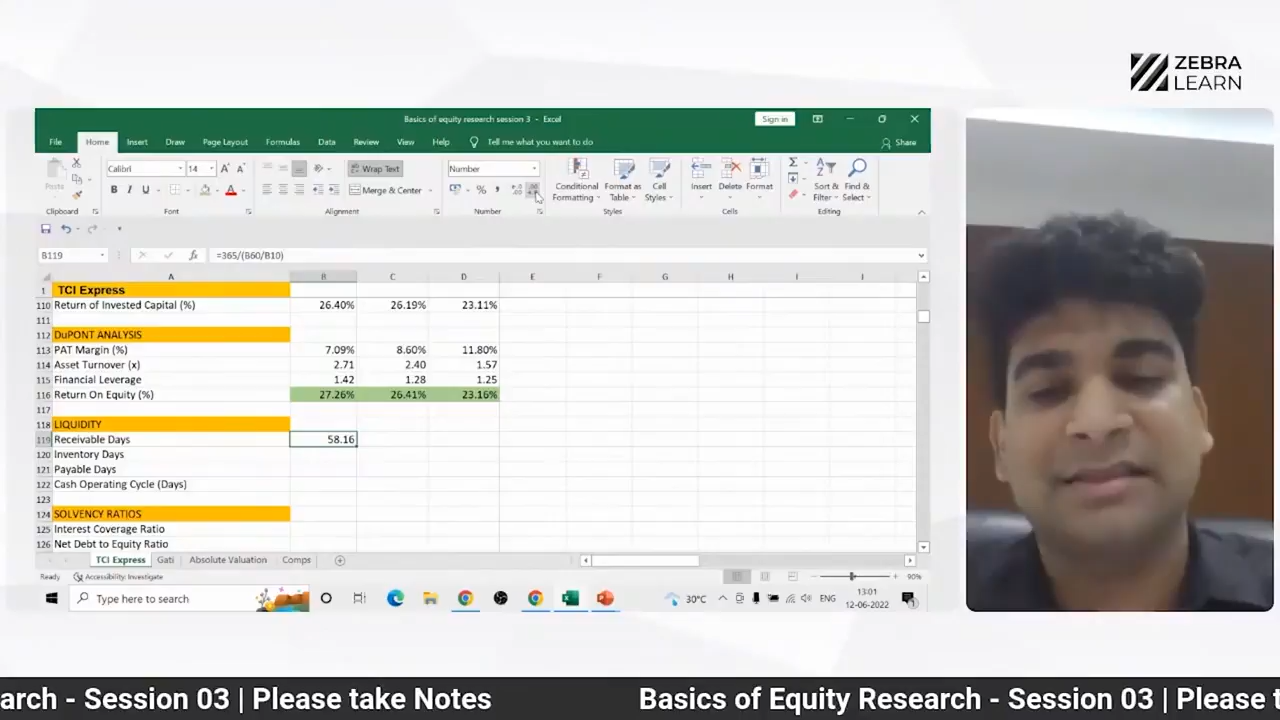 ZEBRA
LEARN
Basics of equity research session 3 - Excel
Sign in
File Home Insert Draw Page Layout Formulas Data Review View Help Tell me what you want to do
Share
Paste
Calibri 14
B I U
Wrap Text
Merge & Center
Number
Conditional Formatting
Format as Table
Cell Styles
Insert Delete Format
Sort & Filter
Find & Select
Clipboard Font Alignment Number Styles Cells Editing
B119 fx =365/(B60/B10)
A B C D E F G H I
1 TCI Express
110 Return of Invested Capital (%) 26.40% 26.19% 23.11%
111
112 DuPONT ANALYSIS
113 PAT Margin (%) 7.09% 8.60% 11.80%
114 Asset Turnover (x) 2.71 2.40 1.57
115 Financial Leverage 1.42 1.28 1.25
116 Return On Equity (%) 27.26% 26.41% 23.16%
117
118 LIQUIDITY
119 Receivable Days 58.16
120 Inventory Days
121 Payable Days
122 Cash Operating Cycle (Days)
123
124 SOLVENCY RATIOS
125 Interest Coverage Ratio
126 Net Debt to Equity Ratio
TCI Express Gati Absolute Valuation Comps
Ready Accessibility: Investigate 90%
Type here to search
30°C
ENG
13:01
12-06-2022
arch - Session 03 | Please take Notes
Basics of Equity Research - Session 03 | Please t